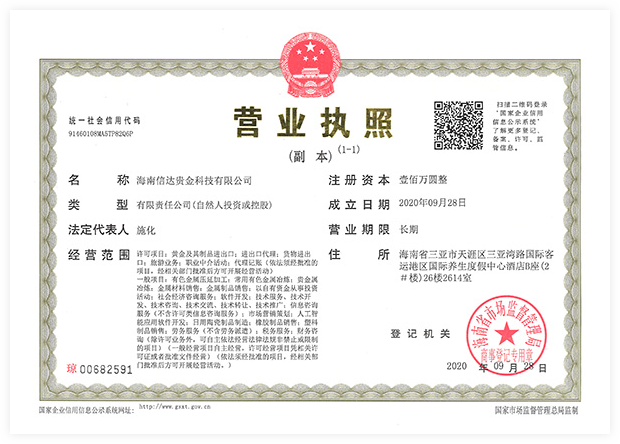 统一社会信用代码
91460108MA5TP82Q6P
营业执照
(副 本) (1-1)
扫描二维码登录
"国家企业信用
信息公示系统"
了解更多登记、
备案、许可、监
管信息。
名 称 海南信达贵金科技有限公司
注册资本 壹佰万圆整
类 型 有限责任公司(自然人投资或控股)
成立日期 2020年09月28日
法定代表人 施化
营业期限 长期
经营范围
许可项目：黄金及其制品进出口；进出口代理；货物进出
口；旅游业务；职业中介活动；代理记账（依法须经批准的
项目，经相关部门批准后方可开展经营活动）
一般项目：有色金属压延加工；常用有色金属冶炼；贵金属
冶炼；金属材料销售；金属制品销售；以自有资金从事投资
活动；社会经济咨询服务；软件开发；技术服务、技术开
发、技术咨询、技术交流、技术转让、技术推广；信息咨询
服务（不含许可类信息咨询服务）；市场营销策划；人工智
能应用软件开发；日用陶瓷制品制造；橡胶制品销售；塑料
制品销售；劳务服务（不含劳务派遣）；税务服务；财务咨询
（除许可业务外，可自主依法经营法律法规非禁止或限制
的项目）（一般经营项目自主经营，许可经营项目凭相关许
可证或者批准文件经营）（依法须经批准的项目，经相关部
门批准后方可开展经营活动。）
住 所 海南省三亚市天涯区三亚湾路国际客
运港区国际养生度假中心酒店B座(2
#楼)26楼2614室
登记机关
海南省市场监督管理局
商事登记专用章
2020 年 09月 28 日
琼00682591
国家企业信用信息公示系统网址： http://www.gsxt.gov.cn
国家市场监督管理总局监制